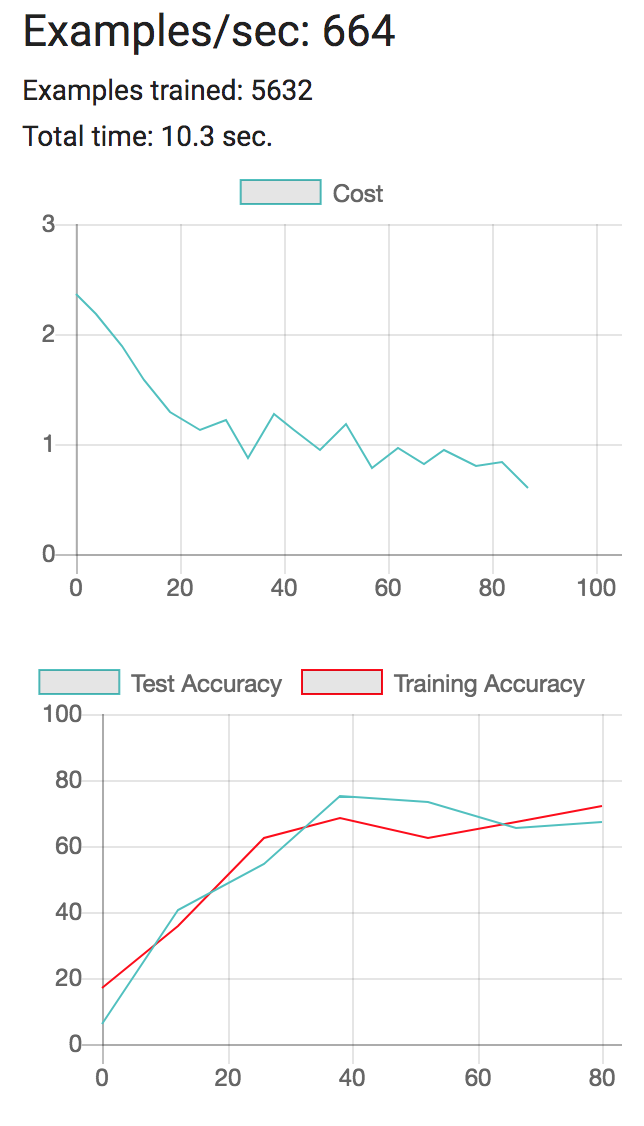 Examples/sec: 664
Examples trained: 5632
Total time: 10.3 sec.
Cost
3
2
1
0
0 20 40 60 80 100
Test Accuracy Training Accuracy
100
80
60
40
20
0
0 20 40 60 80